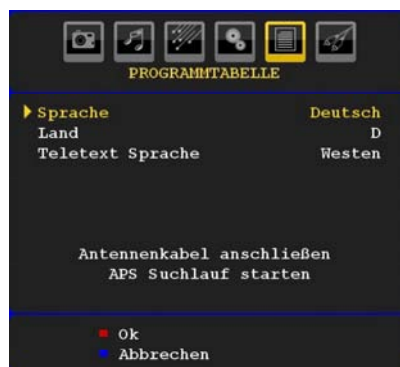 PROGRAMMTABELLE
Sprache Deutsch
Land D
Teletext Sprache Westen
Antennenkabel anschließen
APS Suchlauf starten
Ok
Abbrechen